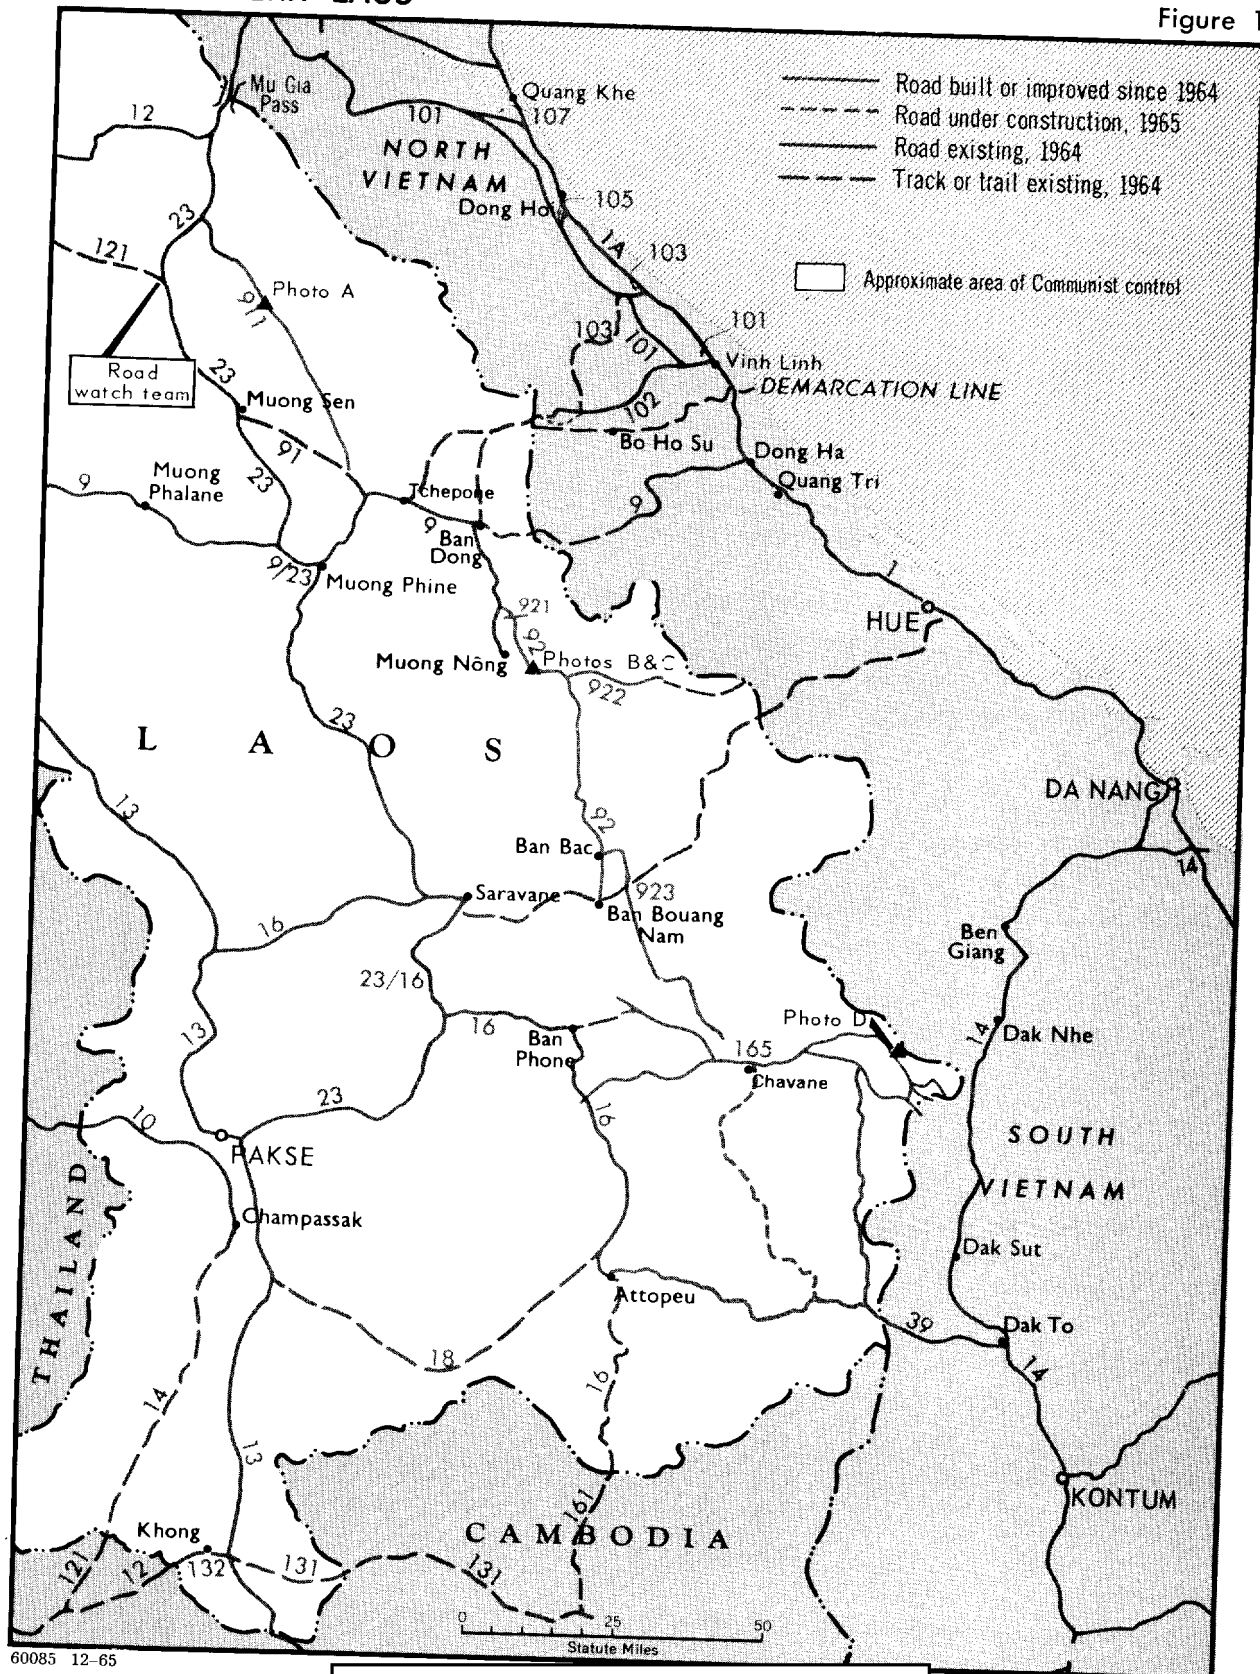 LAOS
Figure 1
Road built or improved since 1964
Road under construction, 1965
Road existing, 1964
Track or trail existing, 1964
Approximate area of Communist control
Mu Gia
Pass
Quang Khe
12
101
107
NORTH
VIETNAM
Dong Hoi
105
23
1A
103
121
Photo A
911
103
101
101
Vinh Linh
Road
watch team
DEMARCATION LINE
23
Muong Sen
102
Bo Ho Su
91
Dong Ha
23
Quang Tri
Muong
Phalane
9
Tchepone
9
9
Ban
Dong
9/23
Muong Phine
1
HUE
921
92
Muong Nông
Photos B&C
922
23
LAOS
13
DA NANG
92
Ban Bac
14
Saravane
923
Ban Bouang
Nam
16
Ben
Giang
23/16
16
Photo D
14
Dak Nhe
13
Ban
Phone
165
Chavane
23
16
10
PAKSE
SOUTH
VIETNAM
THAILAND
Champassak
Dak Sut
Attopeu
39
Dak To
18
14
16
14
13
161
KONTUM
CAMBODIA
Khong
121
12
132
131
131
0 25 50
Statute Miles
60085 12-65